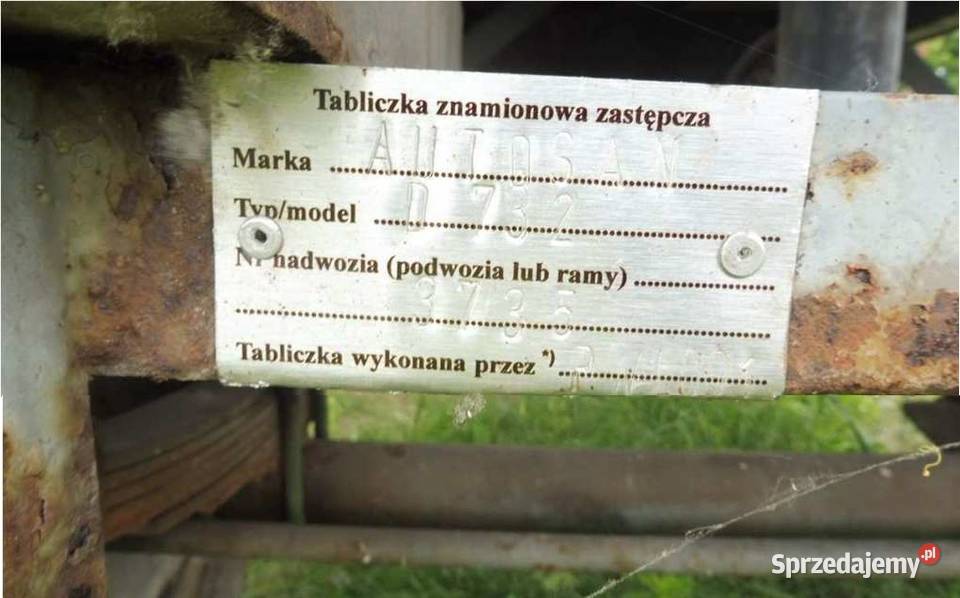 Tabliczka znamionowa zastępcza
Marka AUTOSAN
Typ/model D 732
Nr nadwozia (podwozia lub ramy)
3735
Tabliczka wykonana przez *)
Sprzedajemy.pl